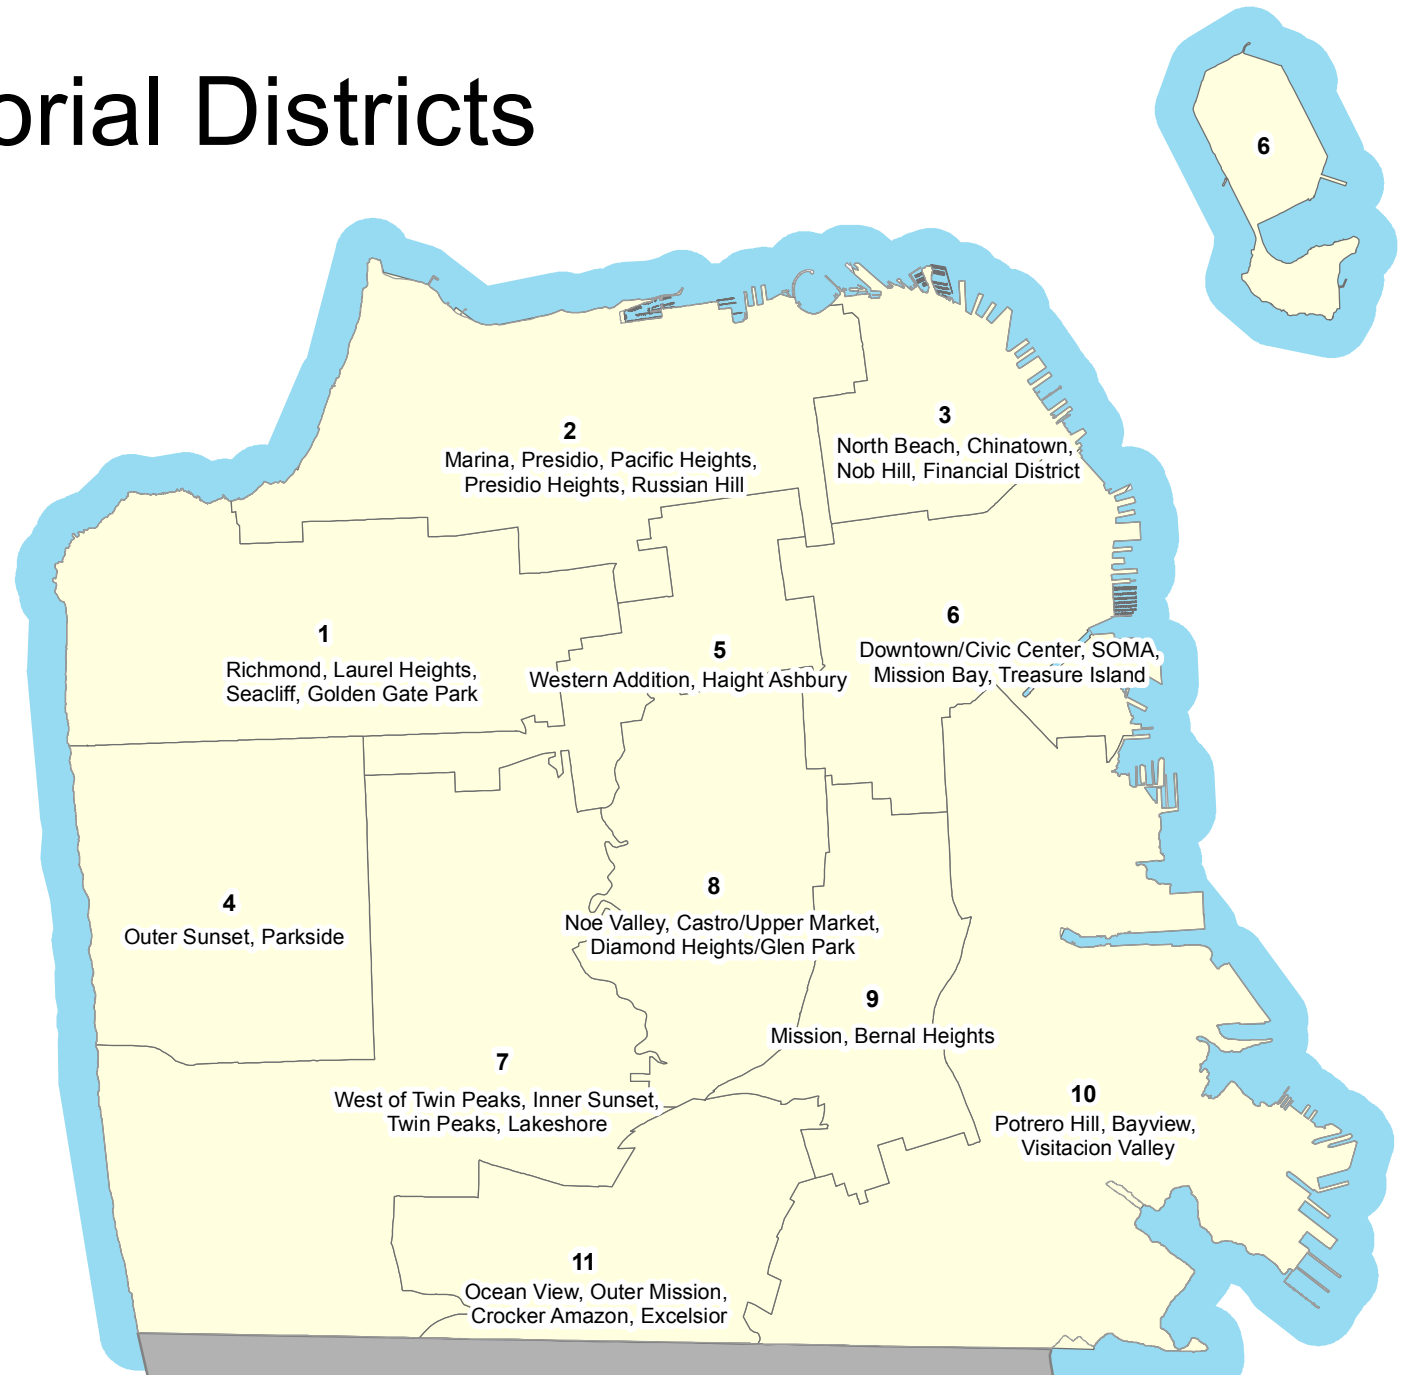 orial Districts
6
2
Marina, Presidio, Pacific Heights,
Presidio Heights, Russian Hill
3
North Beach, Chinatown,
Nob Hill, Financial District
1
Richmond, Laurel Heights,
Seacliff, Golden Gate Park
5
Western Addition, Haight Ashbury
6
Downtown/Civic Center, SOMA,
Mission Bay, Treasure Island
4
Outer Sunset, Parkside
8
Noe Valley, Castro/Upper Market,
Diamond Heights/Glen Park
9
Mission, Bernal Heights
7
West of Twin Peaks, Inner Sunset,
Twin Peaks, Lakeshore
10
Potrero Hill, Bayview,
Visitacion Valley
11
Ocean View, Outer Mission,
Crocker Amazon, Excelsior